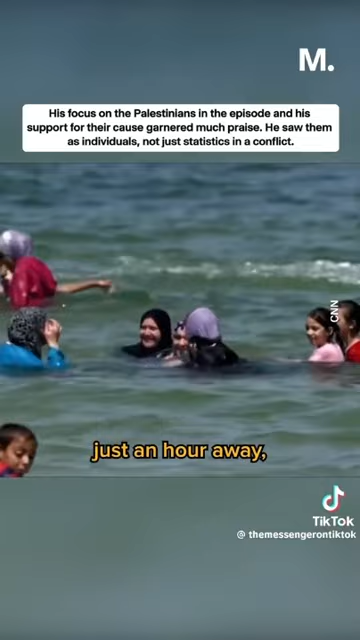 M.
His focus on the Palestinians in the episode and his
support for their cause garnered much praise. He saw them
as individuals, not just statistics in a conflict.
CNN
just an hour away,
TikTok
@ themessengerontiktok